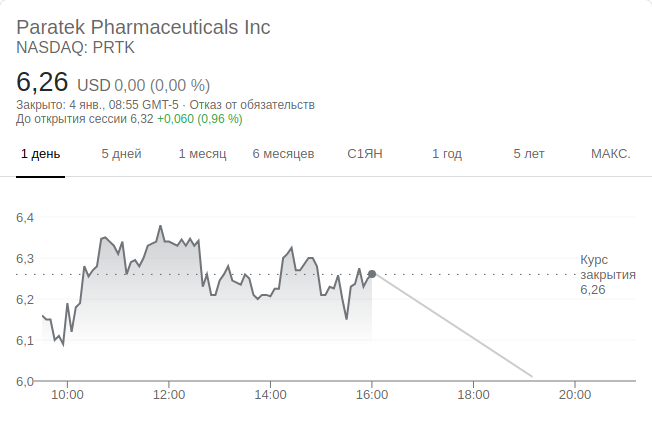 Paratek Pharmaceuticals Inc
NASDAQ: PRTK
6,26 USD 0,00 (0,00 %)
Закрыто: 4 янв., 08:55 GMT-5 · Отказ от обязательств
До открытия сессии 6,32 +0,060 (0,96 %)
1 день 5 дней 1 месяц 6 месяцев С1ЯН 1 год 5 лет МАКС.
6,4
6,3
Курс
закрытия
6,26
6,2
6,1
6,0
10:00 12:00 14:00 16:00 18:00 20:00